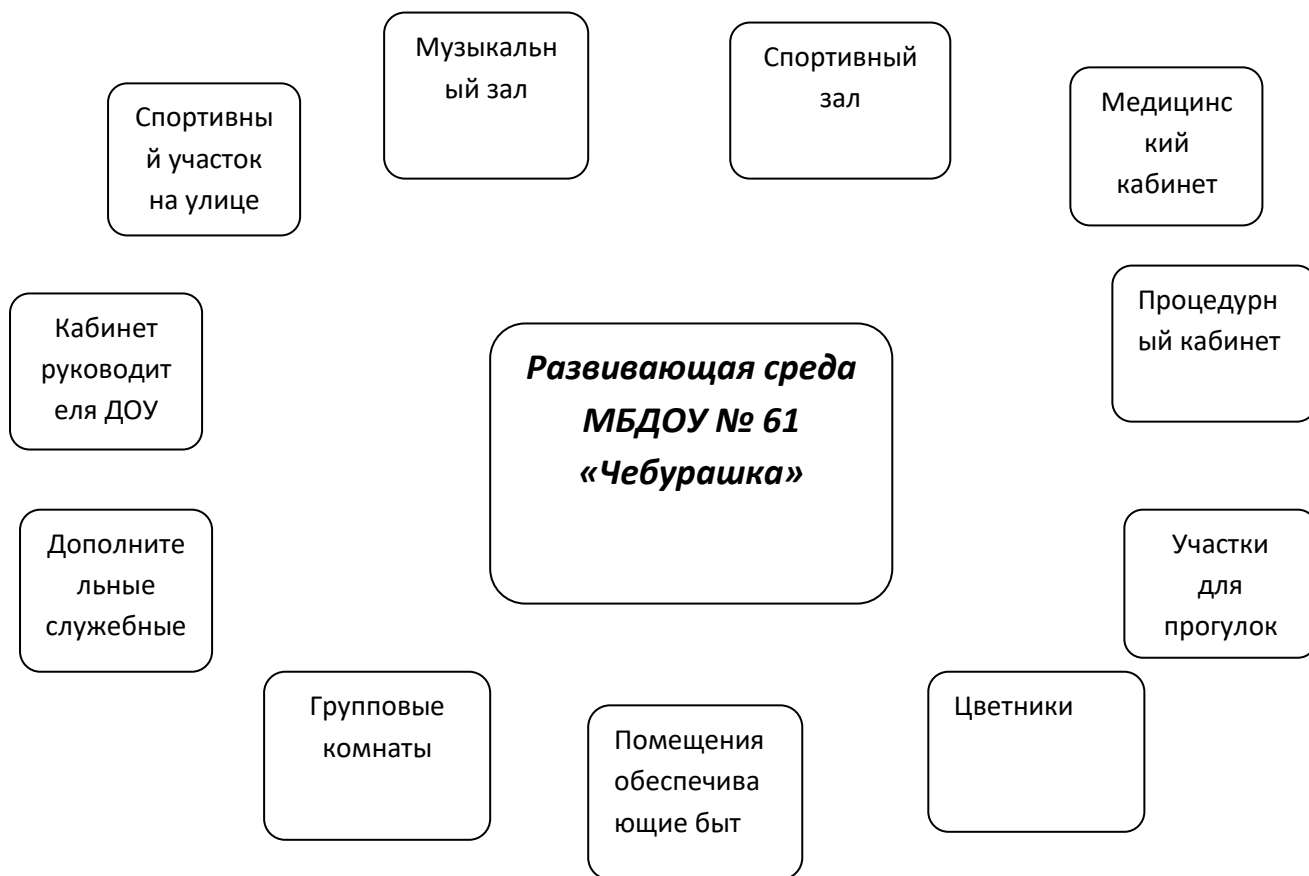 Музыкальн
ый зал
Спортивный
зал
Спортивны
й участок
на улице
Медицинс
кий
кабинет
Кабинет
руководит
еля ДОУ
Развивающая среда
МБДОУ № 61
«Чебурашка»
Процедурн
ый кабинет
Дополните
льные
служебные
Участки
для
прогулок
Групповые
комнаты
Помещения
обеспечива
ющие быт
Цветники